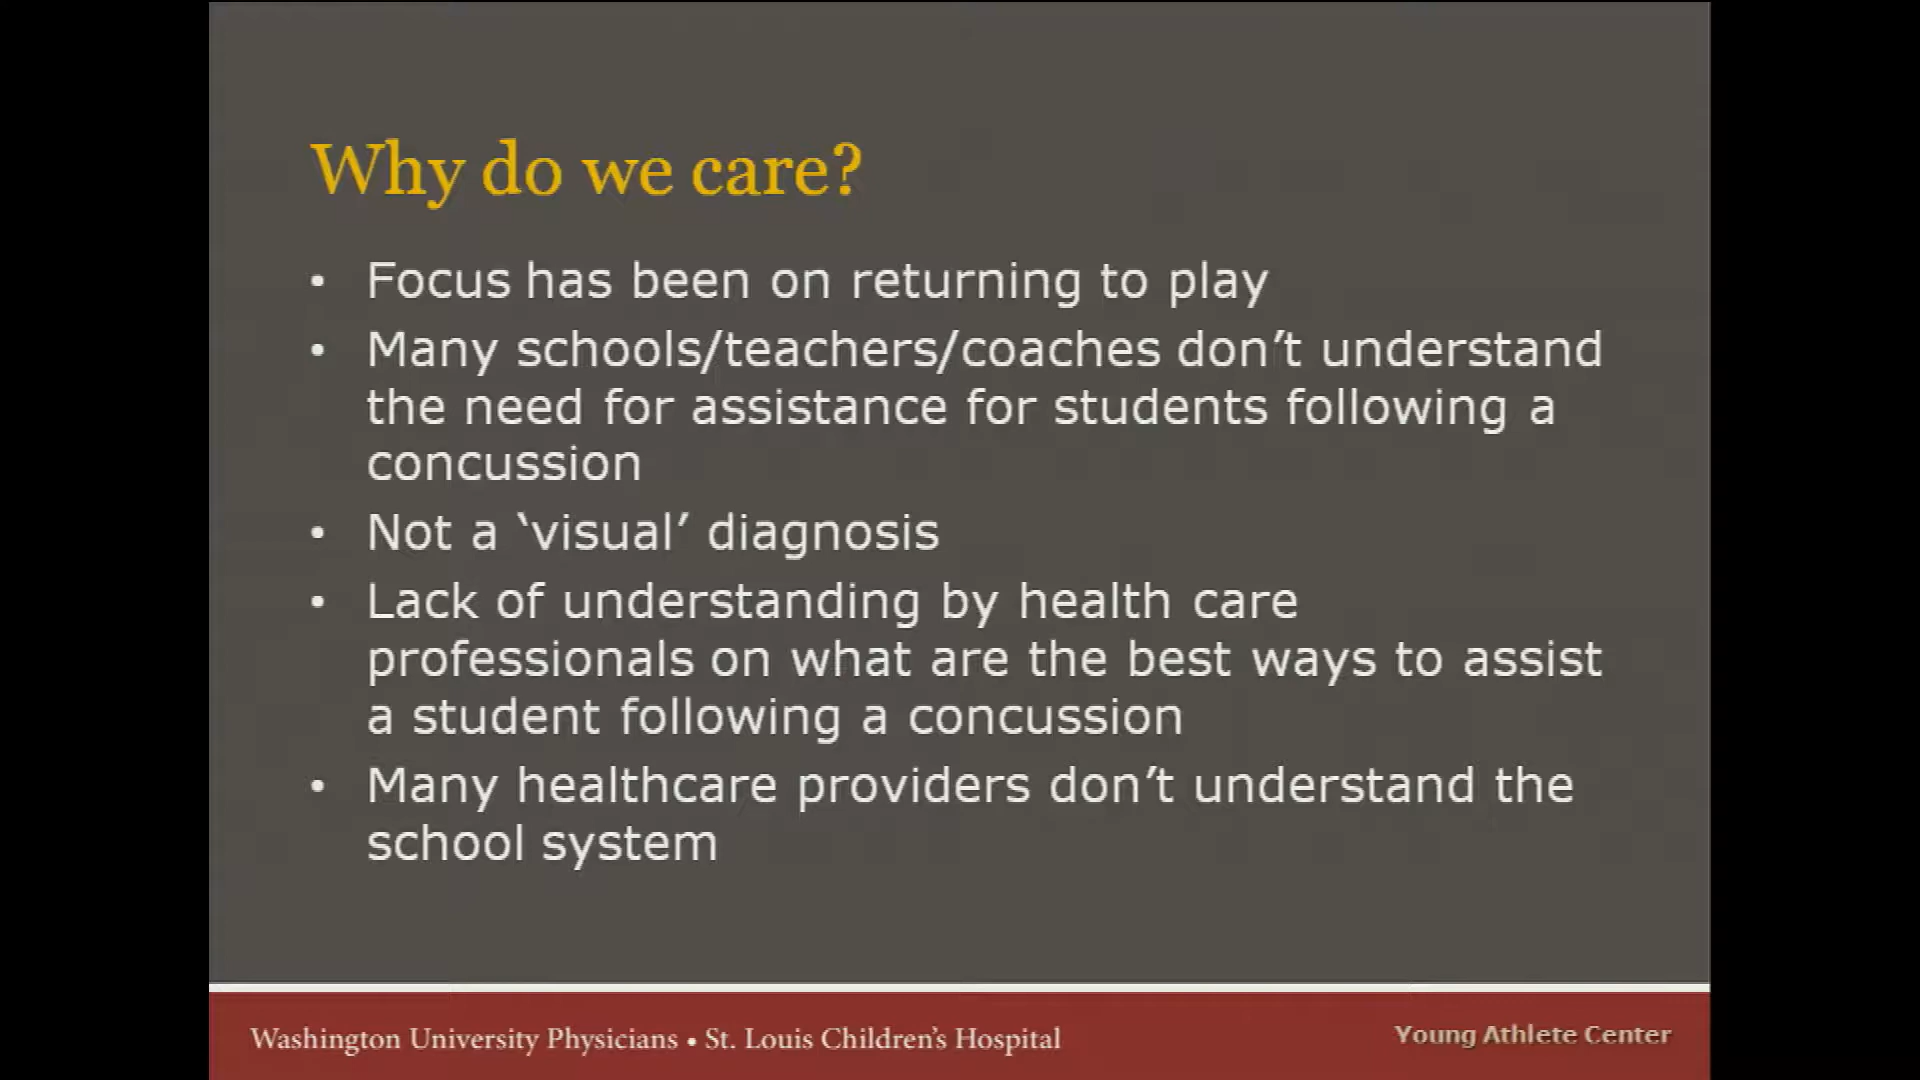 Why do we care?
• Focus has been on returning to play
• Many schools/teachers/coaches don’t understand
the need for assistance for students following a
concussion
• Not a ‘visual’ diagnosis
• Lack of understanding by health care
professionals on what are the best ways to assist
a student following a concussion
• Many healthcare providers don’t understand the
school system
Washington University Physicians • St. Louis Children’s Hospital
Young Athlete Center